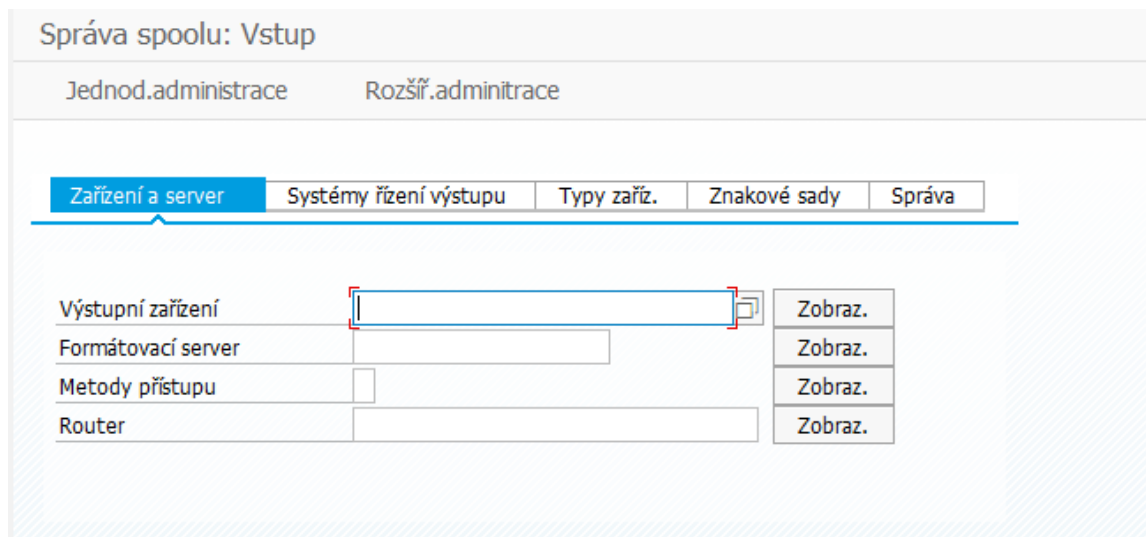 Správa spoolu: Vstup
Jednod.administrace Rozšíř.adminitrace
Zařízení a server Systémy řízení výstupu Typy zaříz. Znakové sady Správa
Výstupní zařízení Zobraz.
Formátovací server Zobraz.
Metody přístupu Zobraz.
Router Zobraz.